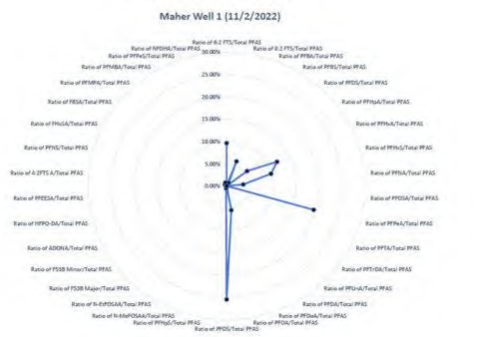 Maher Well 1 (11/2/2022)
Ratio of 6:2 FTS/Total PFAS
Ratio of 8:2 FTS/Total PFAS
Ratio of PFBA/Total PFAS
Ratio of PFBS/Total PFAS
Ratio of PFDS/Total PFAS
Ratio of PFHpA/Total PFAS
Ratio of PFHxA/Total PFAS
Ratio of PFHxS/Total PFAS
Ratio of PFNA/Total PFAS
Ratio of PFOSA/Total PFAS
Ratio of PFPeA/Total PFAS
Ratio of PFTA/Total PFAS
Ratio of PFTrDA/Total PFAS
Ratio of PFUnA/Total PFAS
Ratio of PFDA/Total PFAS
Ratio of PFDoA/Total PFAS
Ratio of PFOA/Total PFAS
Ratio of PFOS/Total PFAS
Ratio of PFHpS/Total PFAS
Ratio of N-MeFOSAA/Total PFAS
Ratio of N-EtFOSAA/Total PFAS
Ratio of F53B Major/Total PFAS
Ratio of F53B Minor/Total PFAS
Ratio of ADONA/Total PFAS
Ratio of HFPO-DA/Total PFAS
Ratio of PFEESA/Total PFAS
Ratio of 4:2FTS A/Total PFAS
Ratio of PFNS/Total PFAS
Ratio of FHxSA/Total PFAS
Ratio of FBSA/Total PFAS
Ratio of PFMPA/Total PFAS
Ratio of PFMBA/Total PFAS
Ratio of PFPeS/Total PFAS
Ratio of NFDHA/Total PFAS
30.00%
25.00%
20.00%
15.00%
10.00%
5.00%
0.00%